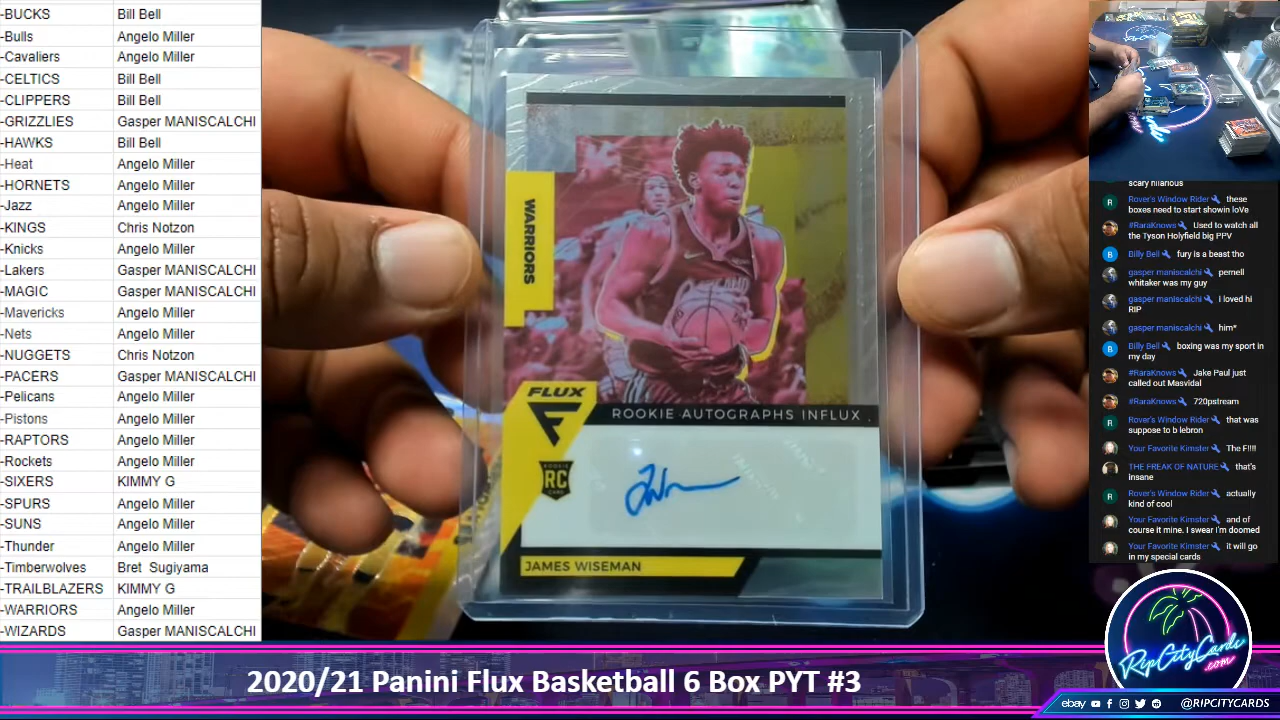 -BUCKS Bill Bell
-Bulls Angelo Miller
-Cavaliers Angelo Miller
-CELTICS Bill Bell
-CLIPPERS Bill Bell
-GRIZZLIES Gasper MANISCALCHI
-HAWKS Bill Bell
-Heat Angelo Miller
-HORNETS Angelo Miller
-Jazz Angelo Miller
-KINGS Chris Notzon
-Knicks Angelo Miller
-Lakers Gasper MANISCALCHI
-MAGIC Gasper MANISCALCHI
-Mavericks Angelo Miller
-Nets Angelo Miller
-NUGGETS Chris Notzon
-PACERS Gasper MANISCALCHI
-Pelicans Angelo Miller
-Pistons Angelo Miller
-RAPTORS Angelo Miller
-Rockets Angelo Miller
-SIXERS KIMMY G
-SPURS Angelo Miller
-SUNS Angelo Miller
-Thunder Angelo Miller
-Timberwolves Bret Sugiyama
-TRAILBLAZERS KIMMY G
-WARRIORS Angelo Miller
-WIZARDS Gasper MANISCALCHI
WARRIORS
FLUX
F
ROOKIE AUTOGRAPHS INFLUX
ROOKIE
RC
CARD
JAMES WISEMAN
scary hilarious
R Rover's Window Rider these
boxes need to start showin loVe
#RaraKnows Used to watch all
the Tyson Holyfield big PPV
B Billy Bell fury is a beast tho
gasper maniscalchi pernell
whitaker was my guy
gasper maniscalchi i loved hi
RIP
gasper maniscalchi him*
B Billy Bell boxing was my sport in
my day
#RaraKnows Jake Paul just
called out Masvidal
#RaraKnows 720pstream
R Rover's Window Rider that was
suppose to b lebron
Your Favorite Kimster The F!!!!
THE FREAK OF NATURE that's
insane
R Rover's Window Rider actually
kind of cool
Your Favorite Kimster and of
course it mine. I swear I'm doomed
Your Favorite Kimster it will go
in my special cards
RipCityCards
.com
2020/21 Panini Flux Basketball 6 Box PYT #3
ebay @RIPCITYCARDS